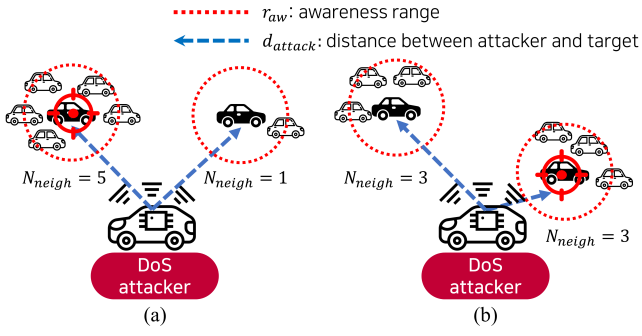 r_aw: awareness range
d_attack: distance between attacker and target
N_neigh = 5
N_neigh = 1
DoS
attacker
(a)
N_neigh = 3
N_neigh = 3
DoS
attacker
(b)